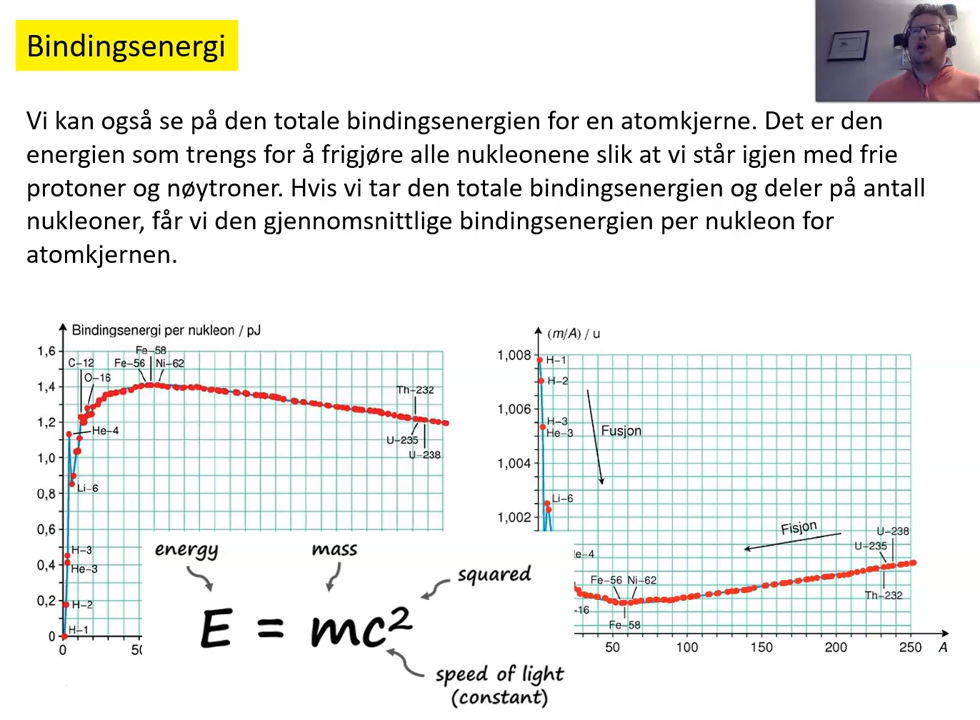 Bindingsenergi
Vi kan også se på den totale bindingsenergien for en atomkjerne. Det er den
energien som trengs for å frigjøre alle nukleonene slik at vi står igjen med frie
protoner og nøytroner. Hvis vi tar den totale bindingsenergien og deler på antall
nukleoner, får vi den gjennomsnittlige bindingsenergien per nukleon for
atomkjernen.
Bindingsenergi per nukleon / pJ
1,6
Fe–58
C–12
Fe–56
Ni–62
O–16
1,4
Th–232
1,2
He–4
U–235
U–238
1,0
0,8
Li–6
0,6
H–3
0,4
He–3
0,2
H–2
H–1
0
0
50
(m/A) / u
1,008
H–1
H–2
1,006
H–3
He–3
Fusjon
1,004
Li–6
1,002
Fisjon
U–238
U–235
Fe–56
Ni–62
Th–232
-16
Fe–58
50
100
150
200
250
A
energy
mass
squared
E = mc²
speed of light
(constant)